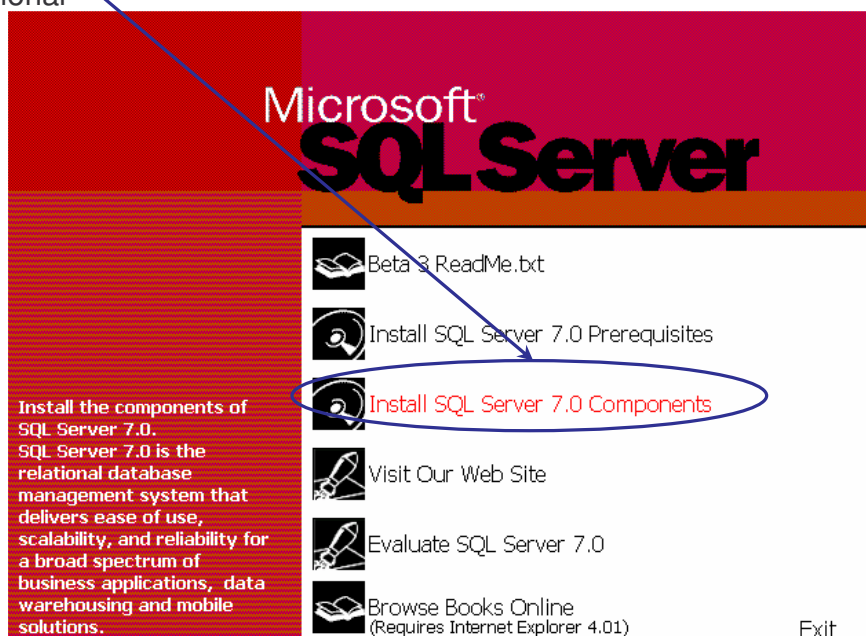 Microsoft®
SQL Server
Beta 3 ReadMe.txt
Install SQL Server 7.0 Prerequisites
Install SQL Server 7.0 Components
Visit Our Web Site
Evaluate SQL Server 7.0
Browse Books Online
(Requires Internet Explorer 4.01)
Exit
Install the components of
SQL Server 7.0.
SQL Server 7.0 is the
relational database
management system that
delivers ease of use,
scalability, and reliability for
a broad spectrum of
business applications, data
warehousing and mobile
solutions.